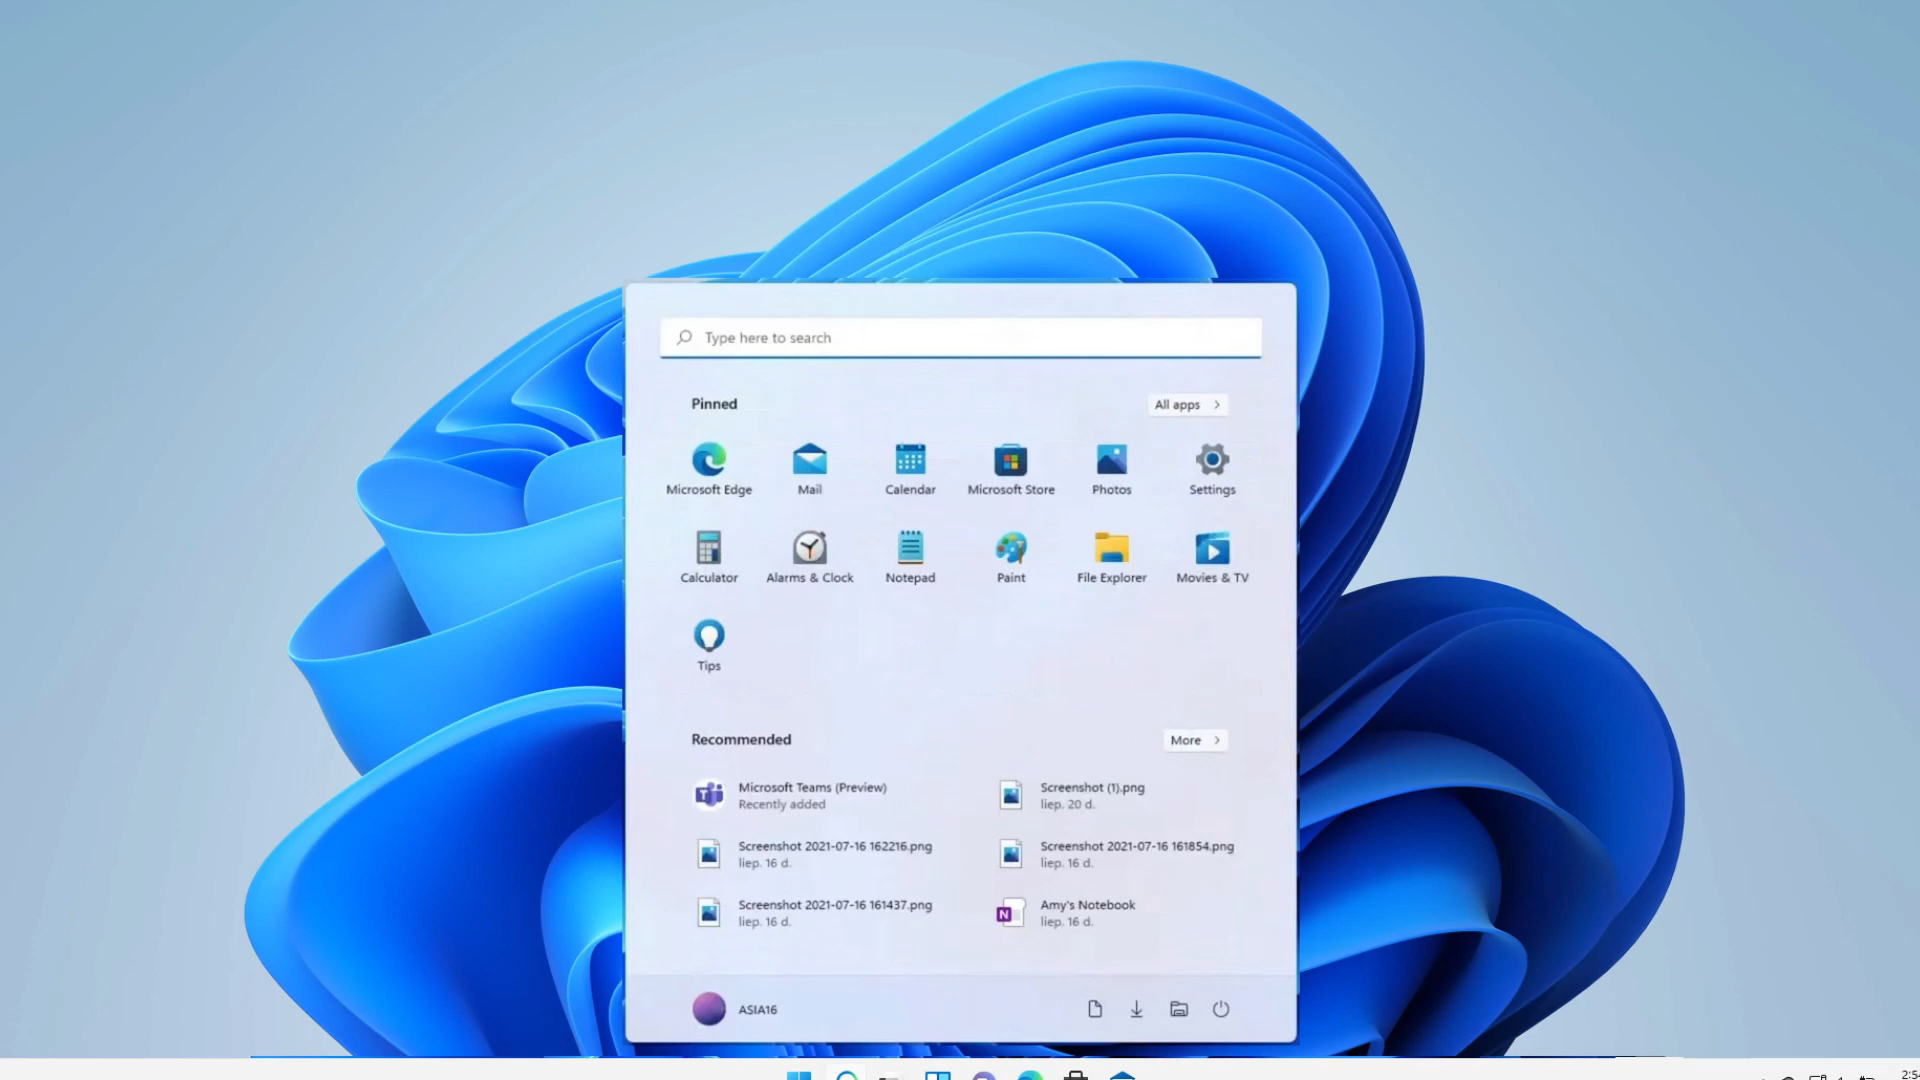 Type here to search
Pinned
All apps
Microsoft Edge
Mail
Calendar
Microsoft Store
Photos
Settings
Calculator
Alarms & Clock
Notepad
Paint
File Explorer
Movies & TV
Tips
Recommended
More
Microsoft Teams (Preview)
Recently added
Screenshot (1).png
liep. 20 d.
Screenshot 2021-07-16 162216.png
liep. 16 d.
Screenshot 2021-07-16 161854.png
liep. 16 d.
Screenshot 2021-07-16 161437.png
liep. 16 d.
Amy's Notebook
liep. 16 d.
ASIA16